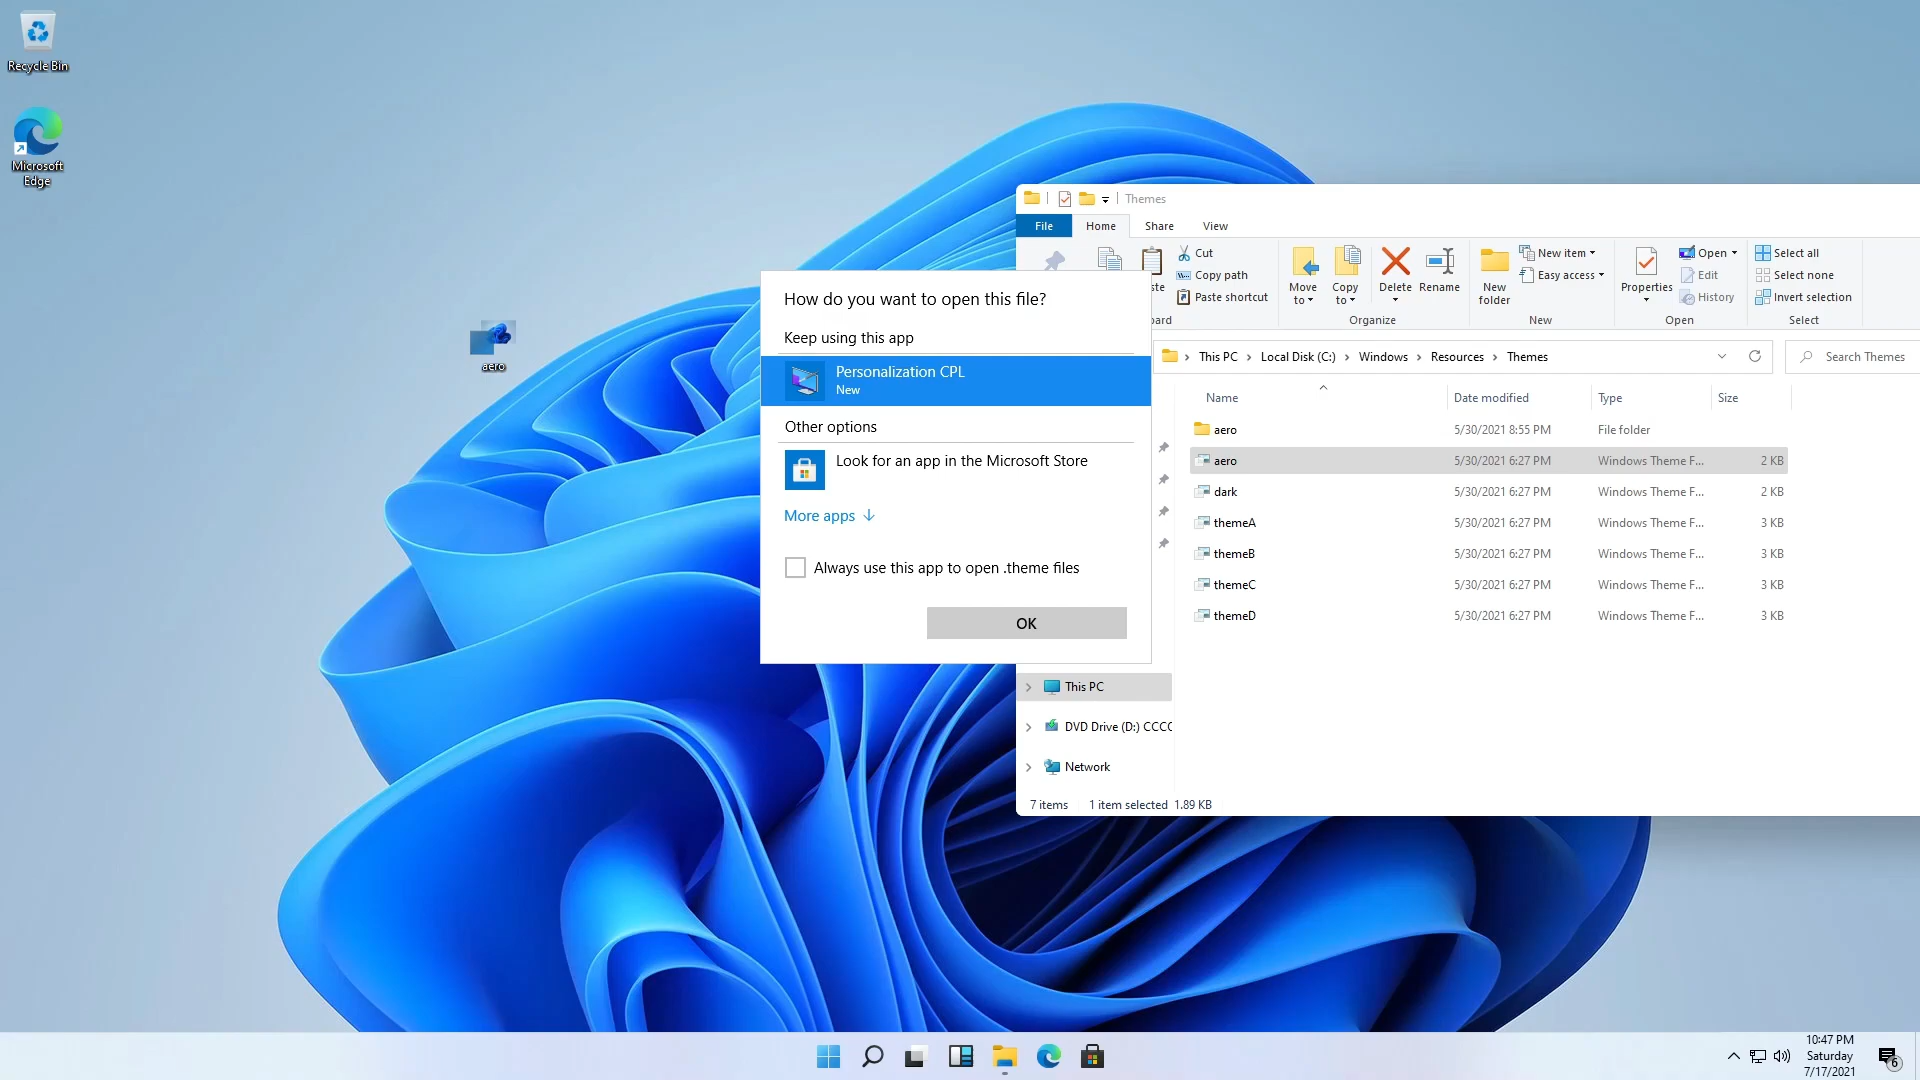 Recycle Bin
Microsoft
Edge
aero
Themes
File Home Share View
Cut
Copy path
Paste shortcut
ste
oard
Move
to
Copy
to
Delete
Rename
Organize
New
folder
New item
Easy access
New
Properties
Open
Edit
History
Open
Select all
Select none
Invert selection
Select
How do you want to open this file?
Keep using this app
Personalization CPL
New
Other options
Look for an app in the Microsoft Store
More apps
Always use this app to open .theme files
OK
This PC Local Disk (C:) Windows Resources Themes
Search Themes
Name Date modified Type Size
aero 5/30/2021 8:55 PM File folder
aero 5/30/2021 6:27 PM Windows Theme F... 2 KB
dark 5/30/2021 6:27 PM Windows Theme F... 2 KB
themeA 5/30/2021 6:27 PM Windows Theme F... 3 KB
themeB 5/30/2021 6:27 PM Windows Theme F... 3 KB
themeC 5/30/2021 6:27 PM Windows Theme F... 3 KB
themeD 5/30/2021 6:27 PM Windows Theme F... 3 KB
This PC
DVD Drive (D:) CCCC
Network
7 items 1 item selected 1.89 KB
10:47 PM
Saturday
7/17/2021
6